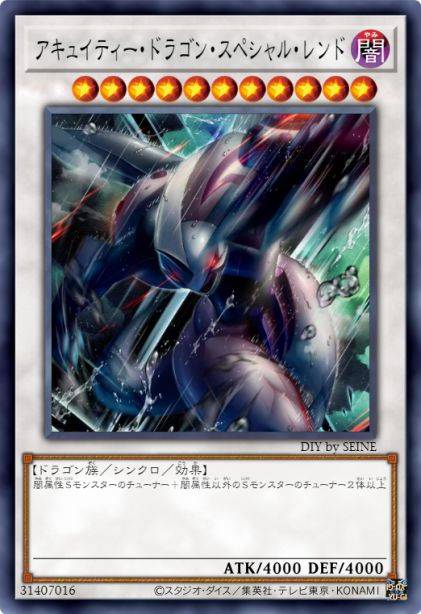 アキュイティー・ドラゴン・スペシャル・レンド
闇
DIY by SEINE
【ドラゴン族／シンクロ／効果】
闇属性Ｓモンスターのチューナー＋闇属性以外のＳモンスターのチューナー２体以上
ATK/4000 DEF/4000
31407016 ©スタジオ・ダイス／集英社・テレビ東京・KONAMI